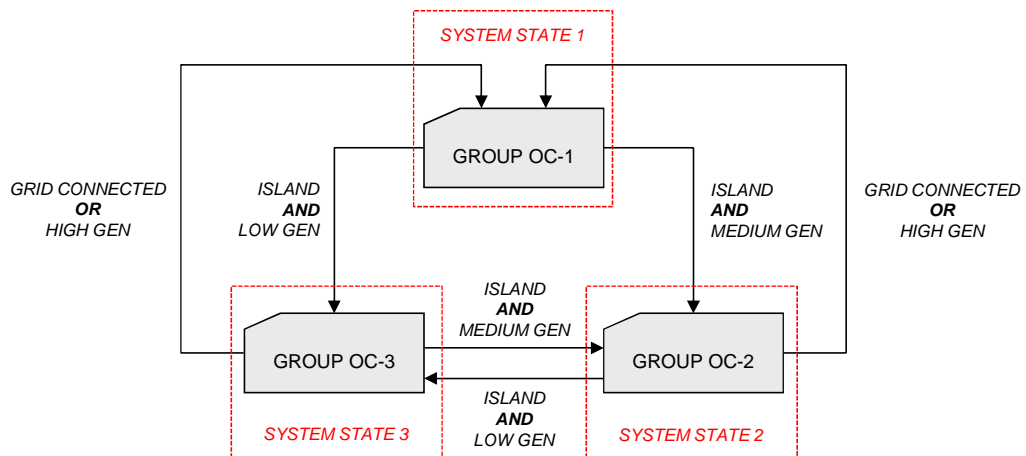 SYSTEM STATE 1
GROUP OC-1
GRID CONNECTED
OR
HIGH GEN
ISLAND
AND
LOW GEN
ISLAND
AND
MEDIUM GEN
GRID CONNECTED
OR
HIGH GEN
ISLAND
AND
MEDIUM GEN
GROUP OC-3
GROUP OC-2
ISLAND
AND
LOW GEN
SYSTEM STATE 3
SYSTEM STATE 2